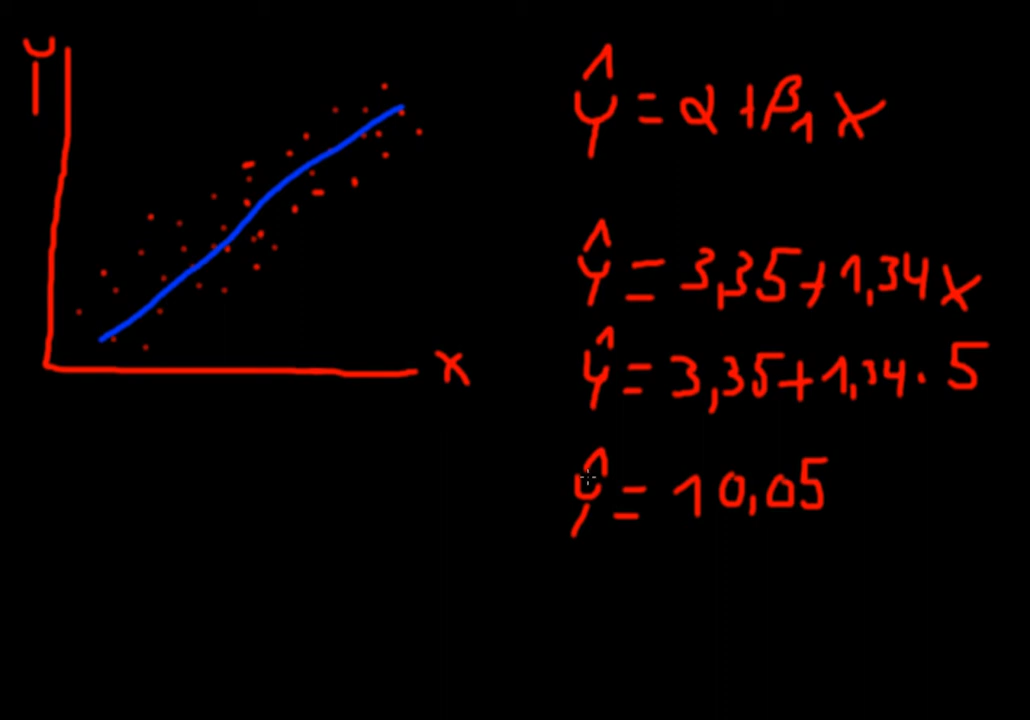 y
x
ŷ = α + β₁ x
ŷ = 3,35 + 1,34 x
ŷ = 3,35 + 1,34 · 5
ŷ = 10,05